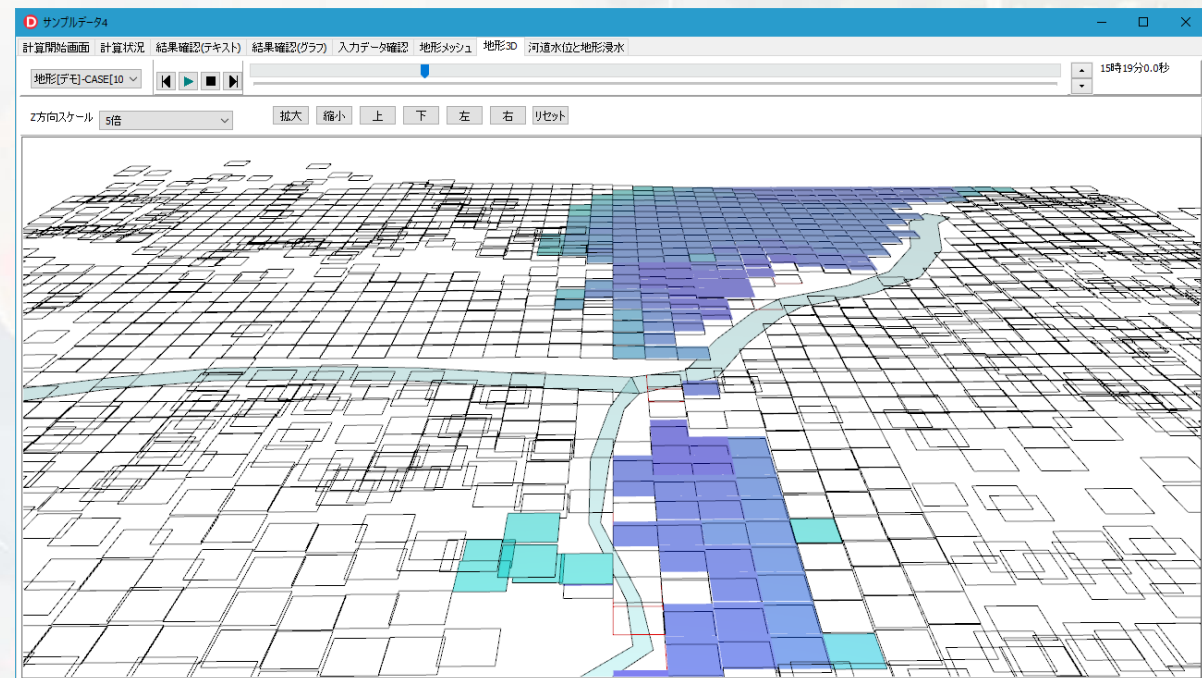 サンプルデータ4
計算開始画面 計算状況 結果確認(テキスト) 結果確認(グラフ) 入力データ確認 地形メッシュ 地形3D 河道水位と地形浸水
地形[デモ]-CASE[10
15時19分0.0秒
Z方向スケール 5倍 拡大 縮小 上 下 左 右 リセット